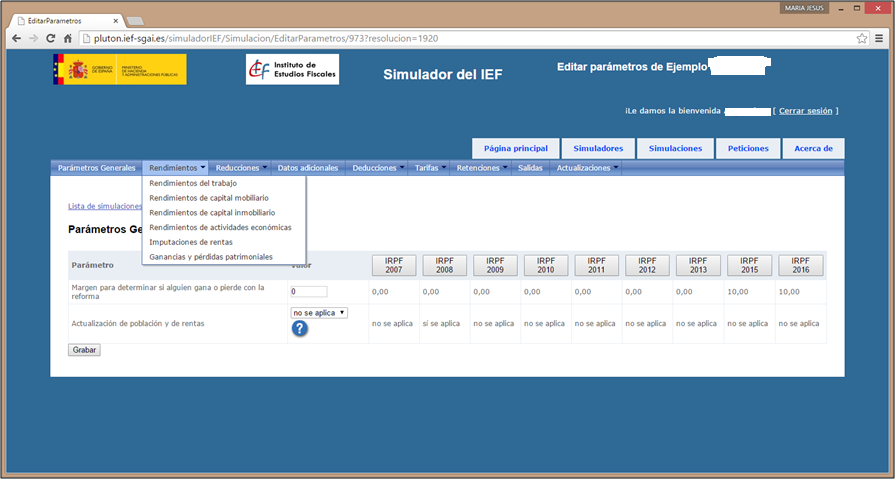 MARIA JESUS
EditarParametros
pluton.ief-sgai.es/simuladorIEF/Simulacion/EditarParametros/973?resolucion=1920
GOBIERNO DE ESPAÑA
MINISTERIO DE HACIENDA Y ADMINISTRACIONES PÚBLICAS
Instituto de Estudios Fiscales
Simulador del IEF
Editar parámetros de Ejemplo
¡Le damos la bienvenida [ Cerrar sesión ]
Página principal Simuladores Simulaciones Peticiones Acerca de
Parámetros Generales Rendimientos Reducciones Datos adicionales Deducciones Tarifas Retenciones Salidas Actualizaciones
Rendimientos del trabajo
Rendimientos de capital mobiliario
Rendimientos de capital inmobiliario
Rendimientos de actividades económicas
Imputaciones de rentas
Ganancias y pérdidas patrimoniales
Lista de simulaciones
Parámetros Ge
Parámetro Valor IRPF 2007 IRPF 2008 IRPF 2009 IRPF 2010 IRPF 2011 IRPF 2012 IRPF 2013 IRPF 2015 IRPF 2016
Margen para determinar si alguien gana o pierde con la reforma 0 0,00 0,00 0,00 0,00 0,00 0,00 0,00 10,00 10,00
Actualización de población y de rentas no se aplica ? no se aplica sí se aplica no se aplica no se aplica no se aplica no se aplica no se aplica no se aplica no se aplica
Grabar